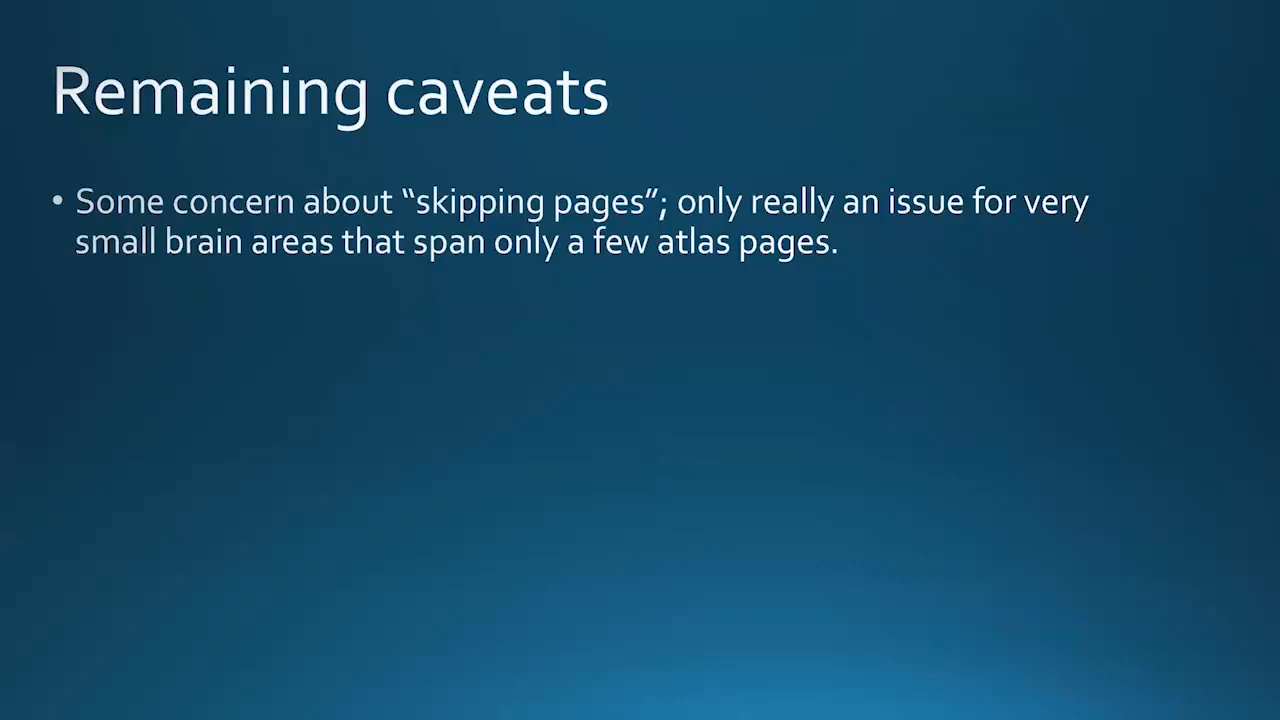 Remaining caveats
• Some concern about “skipping pages”; only really an issue for very
small brain areas that span only a few atlas pages.